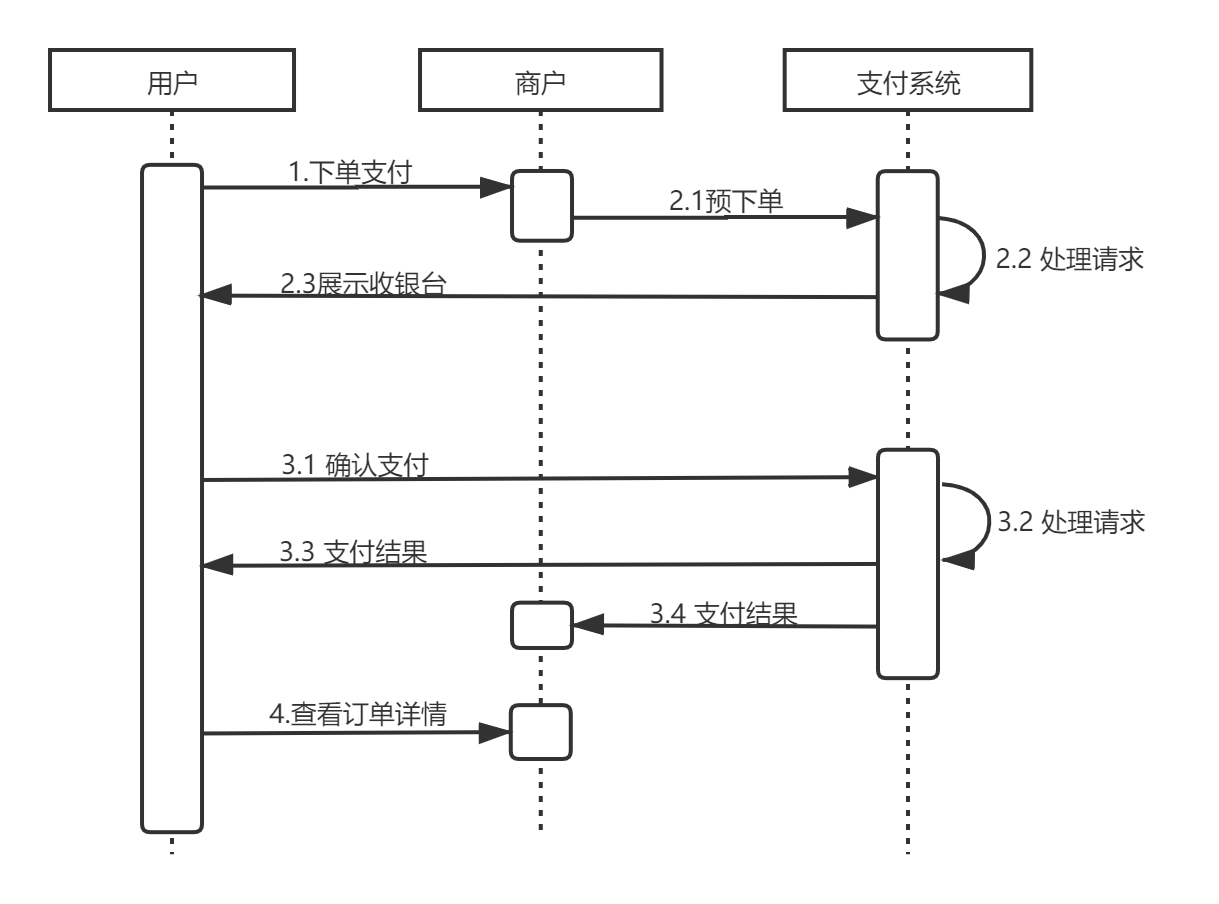 用户
商户
支付系统
1.下单支付
2.1预下单
2.2 处理请求
2.3展示收银台
3.1 确认支付
3.2 处理请求
3.3 支付结果
3.4 支付结果
4.查看订单详情